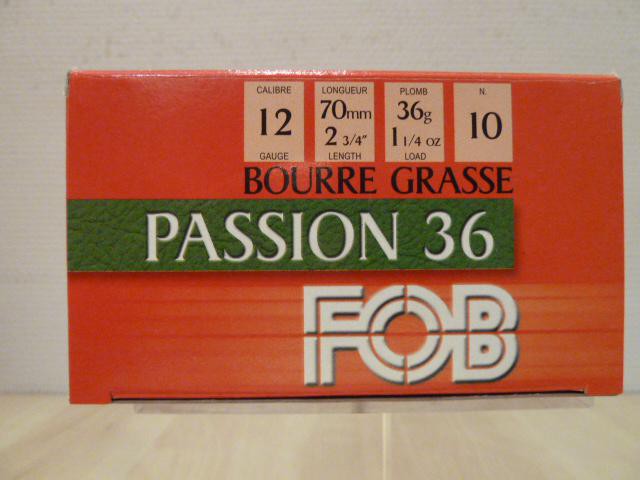 CALIBRE LONGUEUR PLOMB N.
12 70mm 36g 10
2 3/4" 1 1/4 oz
GAUGE LENGTH LOAD
BOURRE GRASSE
PASSION 36
FOB